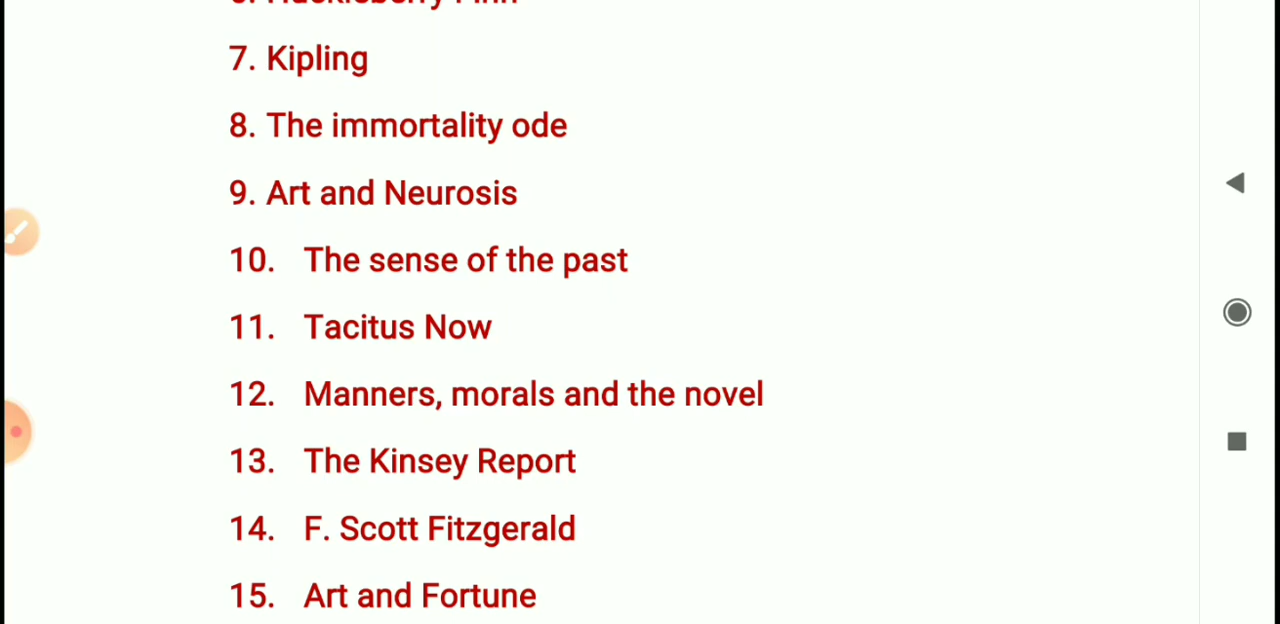 7. Kipling
8. The immortality ode
9. Art and Neurosis
10. The sense of the past
11. Tacitus Now
12. Manners, morals and the novel
13. The Kinsey Report
14. F. Scott Fitzgerald
15. Art and Fortune